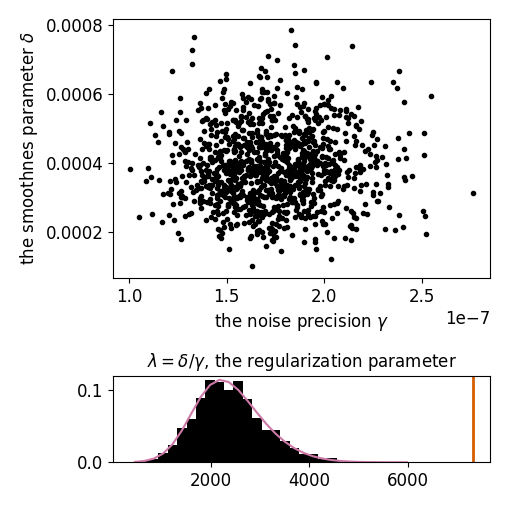 0.0008
0.0006
0.0004
0.0002
the smoothnes parameter δ
1.0 1.5 2.0 2.5
the noise precision γ
1e−7
λ = δ/γ, the regularization parameter
0.1
0.0
2000 4000 6000